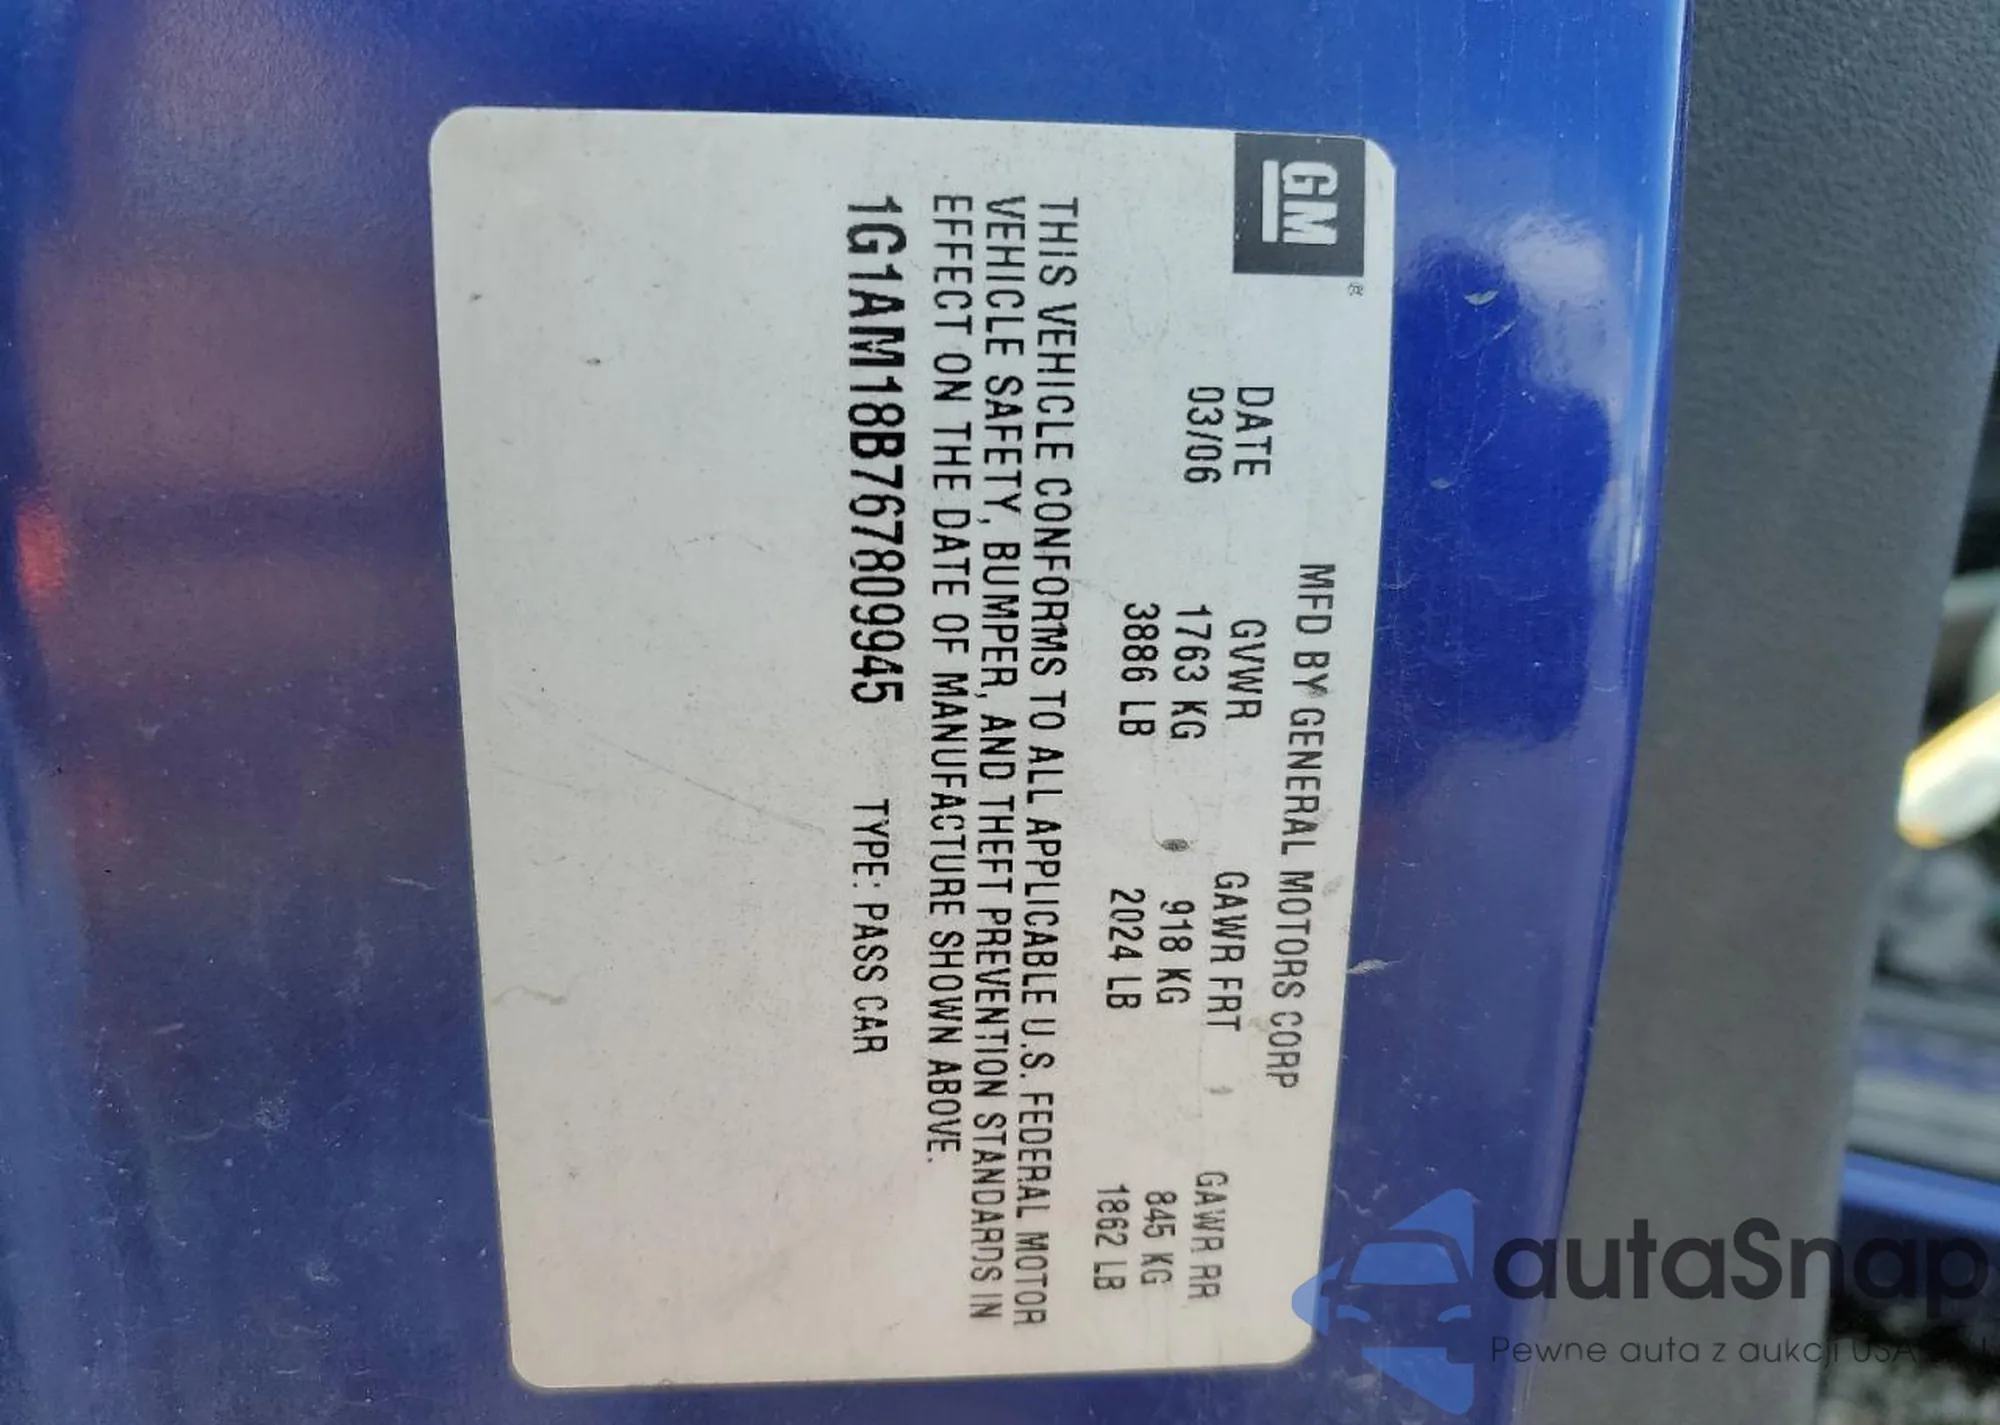 GM
MFD BY GENERAL MOTORS CORP
DATE GVWR GAWR FRT GAWR RR
03/06 1763 KG 918 KG 845 KG
3886 LB 2024 LB 1862 LB
THIS VEHICLE CONFORMS TO ALL APPLICABLE U.S. FEDERAL MOTOR
VEHICLE SAFETY, BUMPER, AND THEFT PREVENTION STANDARDS IN
EFFECT ON THE DATE OF MANUFACTURE SHOWN ABOVE.
1G1AM18B767809945 TYPE: PASS CAR
autaSnap
Pewne auta z aukcji USA